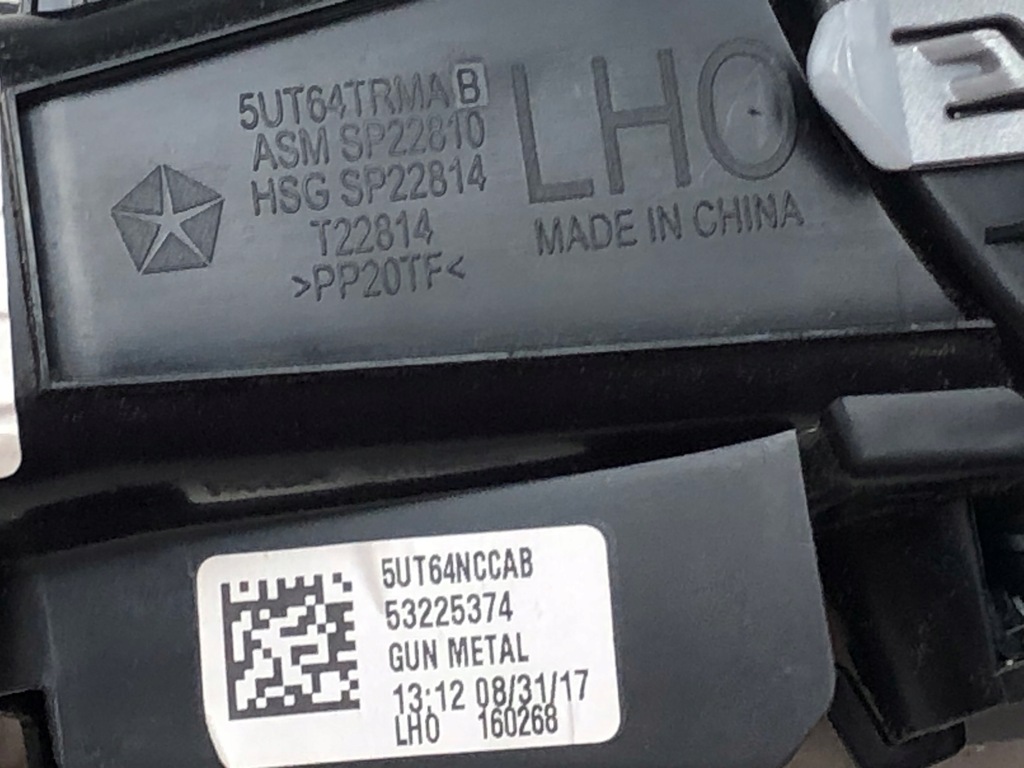 5UT64TRMAB
ASM SP22810
HSG SP22814
T22814
>PP20TF<
LHO
MADE IN CHINA
5UT64NCCAB
53225374
GUN METAL
13:12 08/31/17
LHO 160268